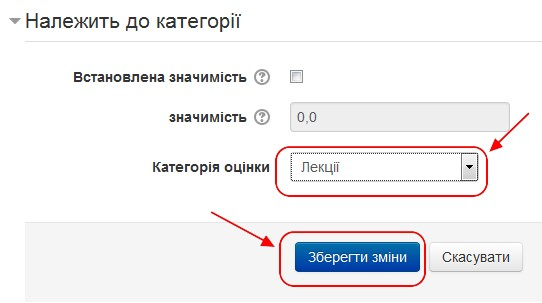 Належить до категорії
Встановлена значимість
значимість 0,0
Категорія оцінки Лекції
Зберегти зміни Скасувати